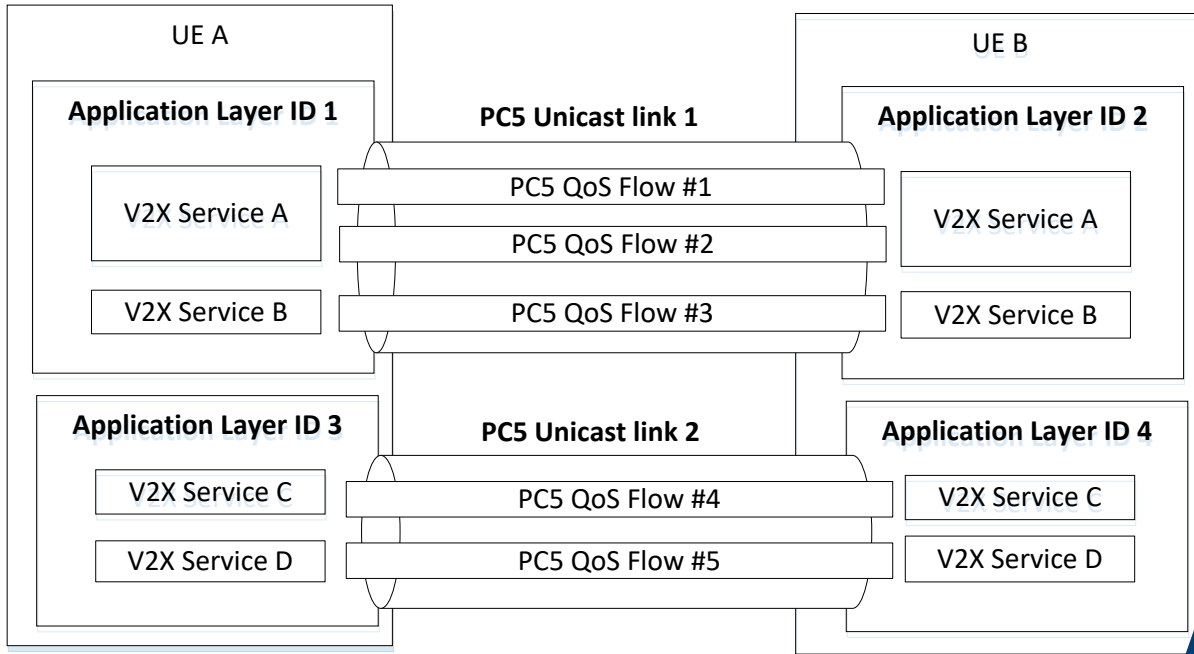 UE A
UE B
Application Layer ID 1
PC5 Unicast link 1
Application Layer ID 2
V2X Service A
PC5 QoS Flow #1
V2X Service A
PC5 QoS Flow #2
V2X Service B
PC5 QoS Flow #3
V2X Service B
Application Layer ID 3
PC5 Unicast link 2
Application Layer ID 4
V2X Service C
PC5 QoS Flow #4
V2X Service C
V2X Service D
PC5 QoS Flow #5
V2X Service D